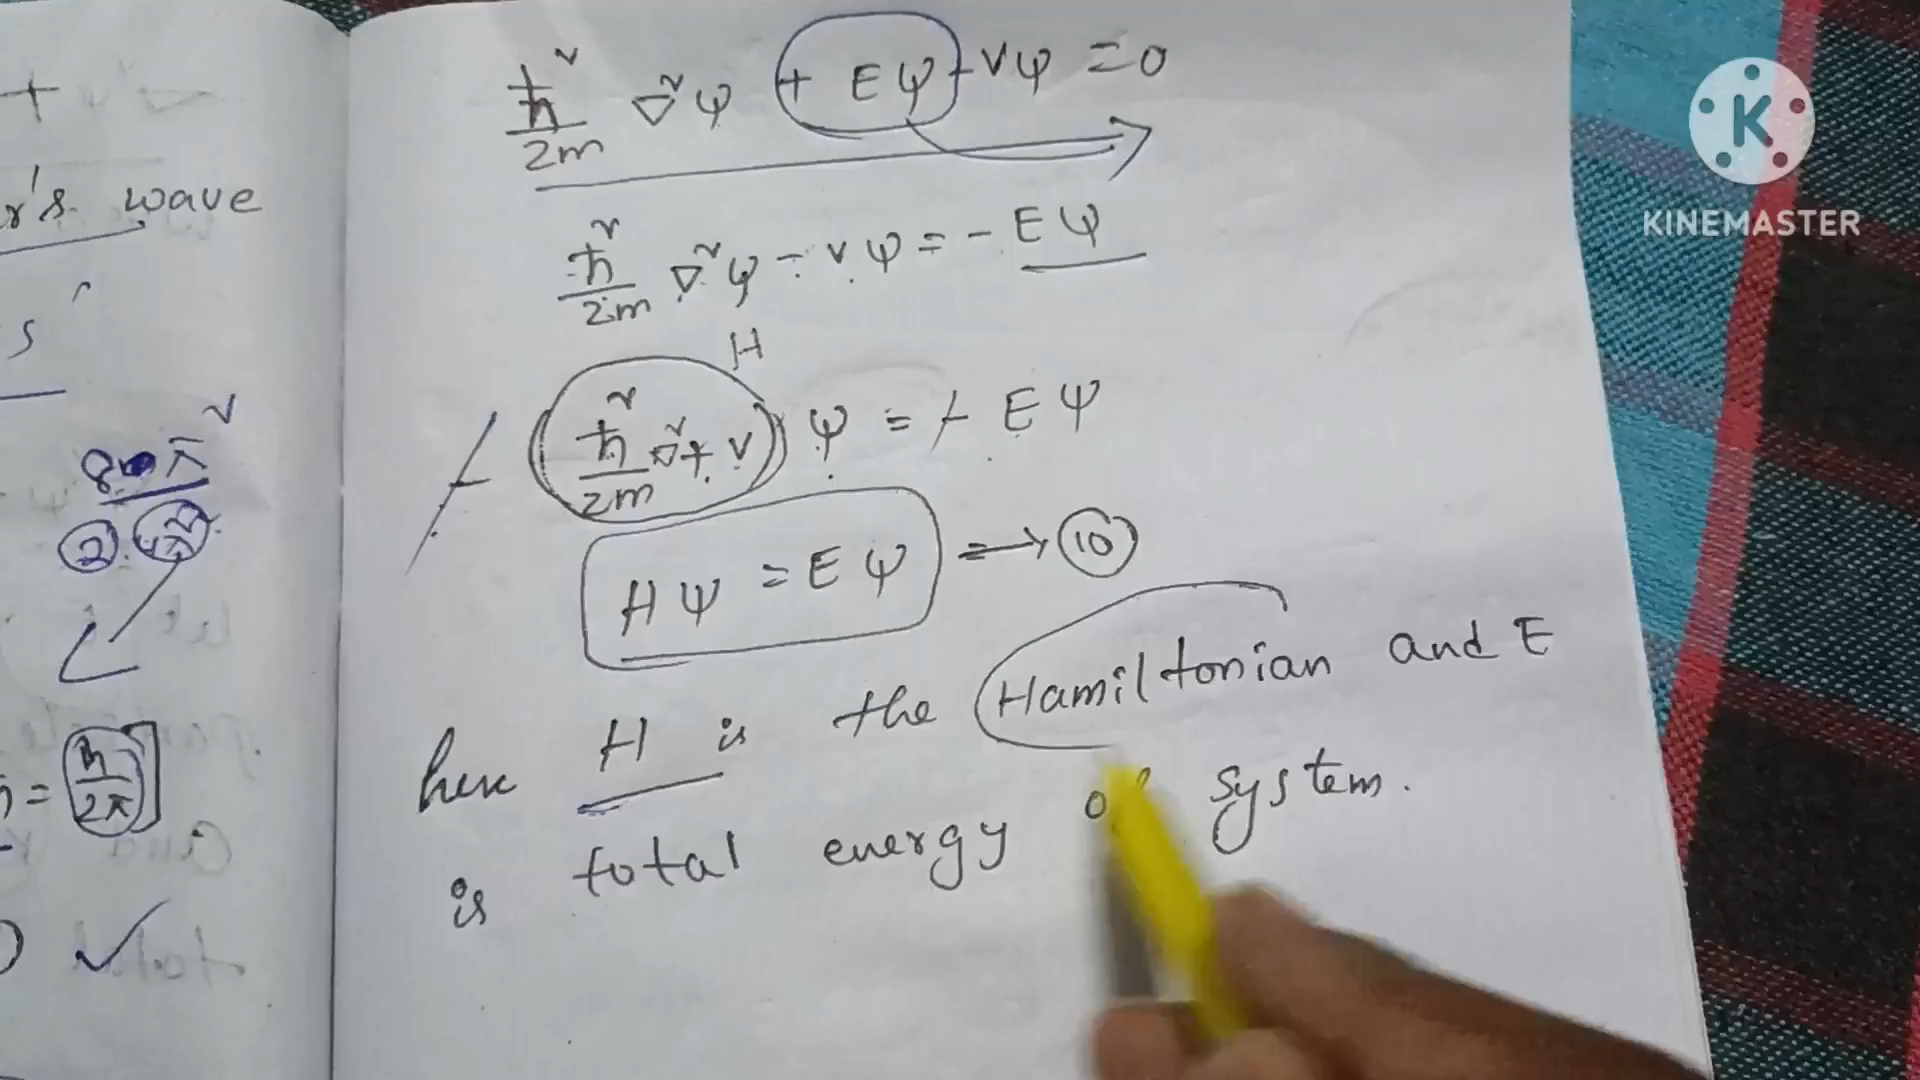 +
r's wave
s
8π²
2 . 4π²
ħ = h/2π
ħ²/2m ∇²ψ + Eψ - Vψ = 0
ħ²/2m ∇²ψ - Vψ = - Eψ
H
- (ħ²/2m ∇² + V) ψ = - Eψ
Hψ = Eψ → 10
here H is the Hamiltonian and E
is total energy of system.
K
KINEMASTER